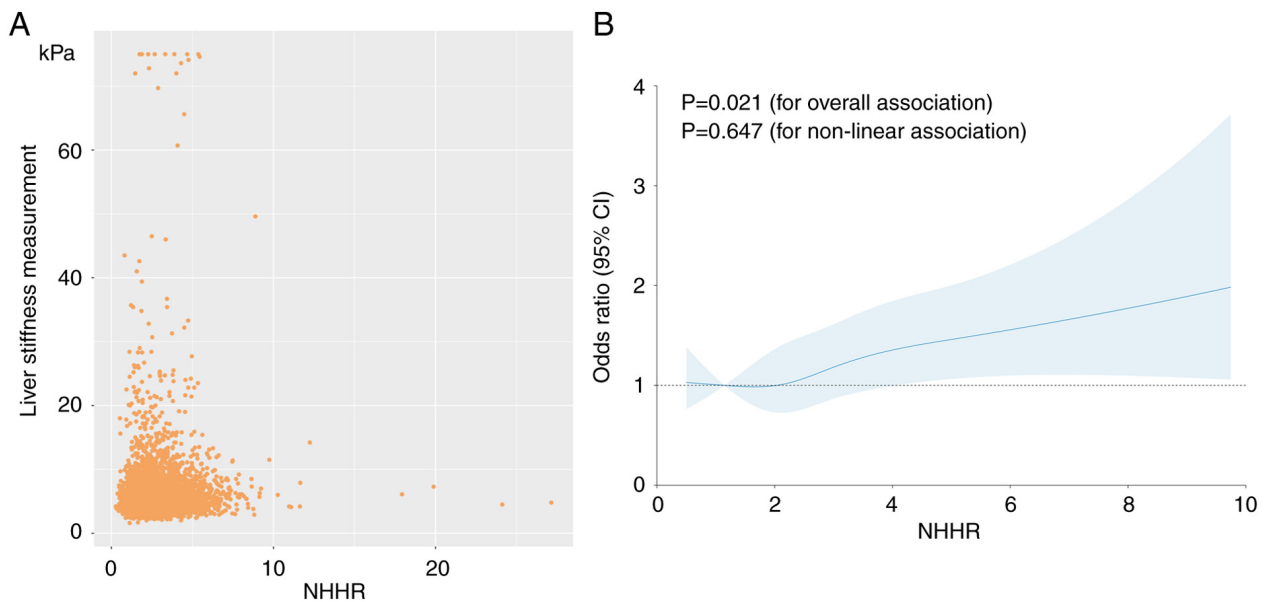 A
kPa
Liver stiffness measurement
60
40
20
0
0
10
20
NHHR
B
P=0.021 (for overall association)
P=0.647 (for non-linear association)
Odds ratio (95% CI)
4
3
2
1
0
0
2
4
6
8
10
NHHR